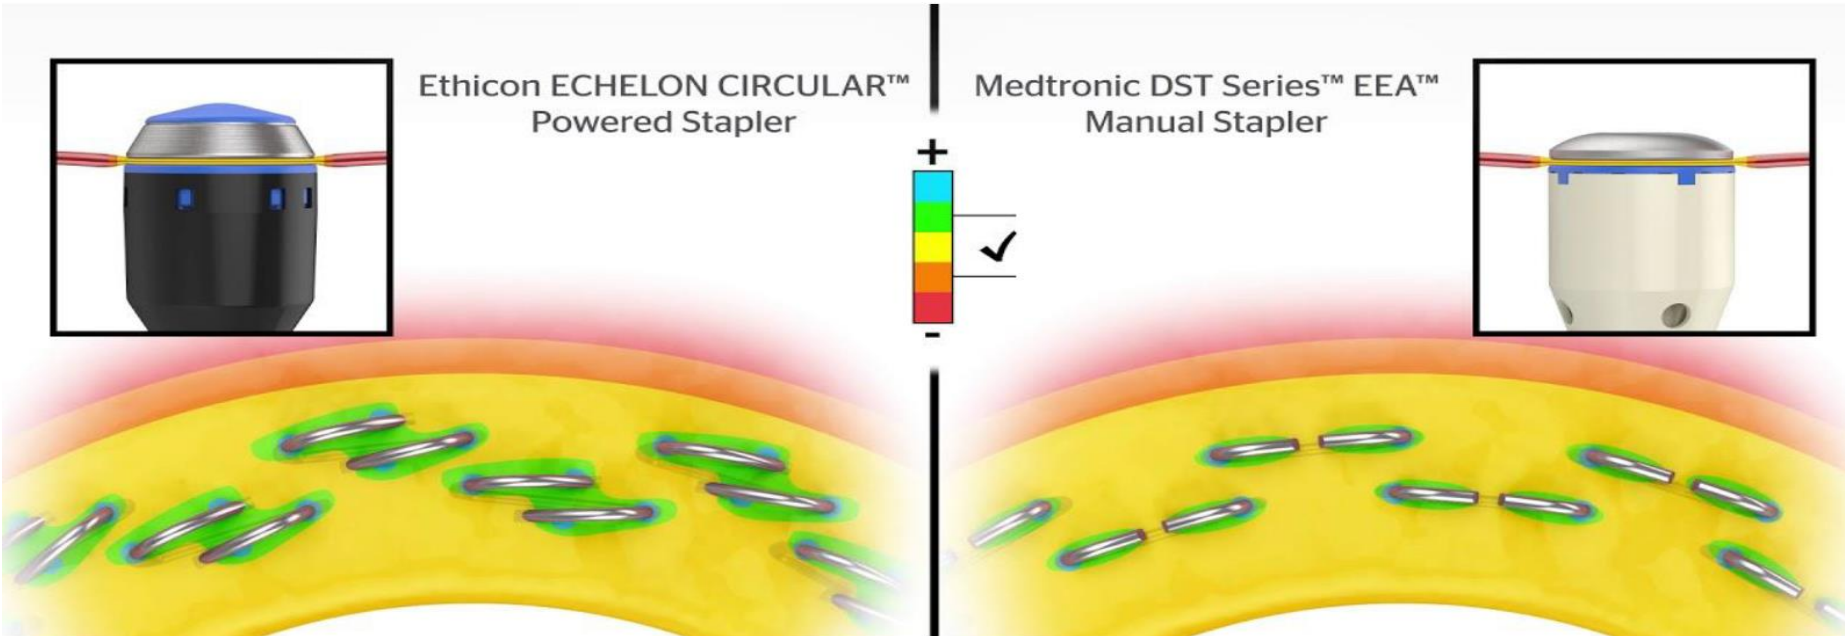 Ethicon ECHELON CIRCULAR™
Powered Stapler
Medtronic DST Series™ EEA™
Manual Stapler
+
-